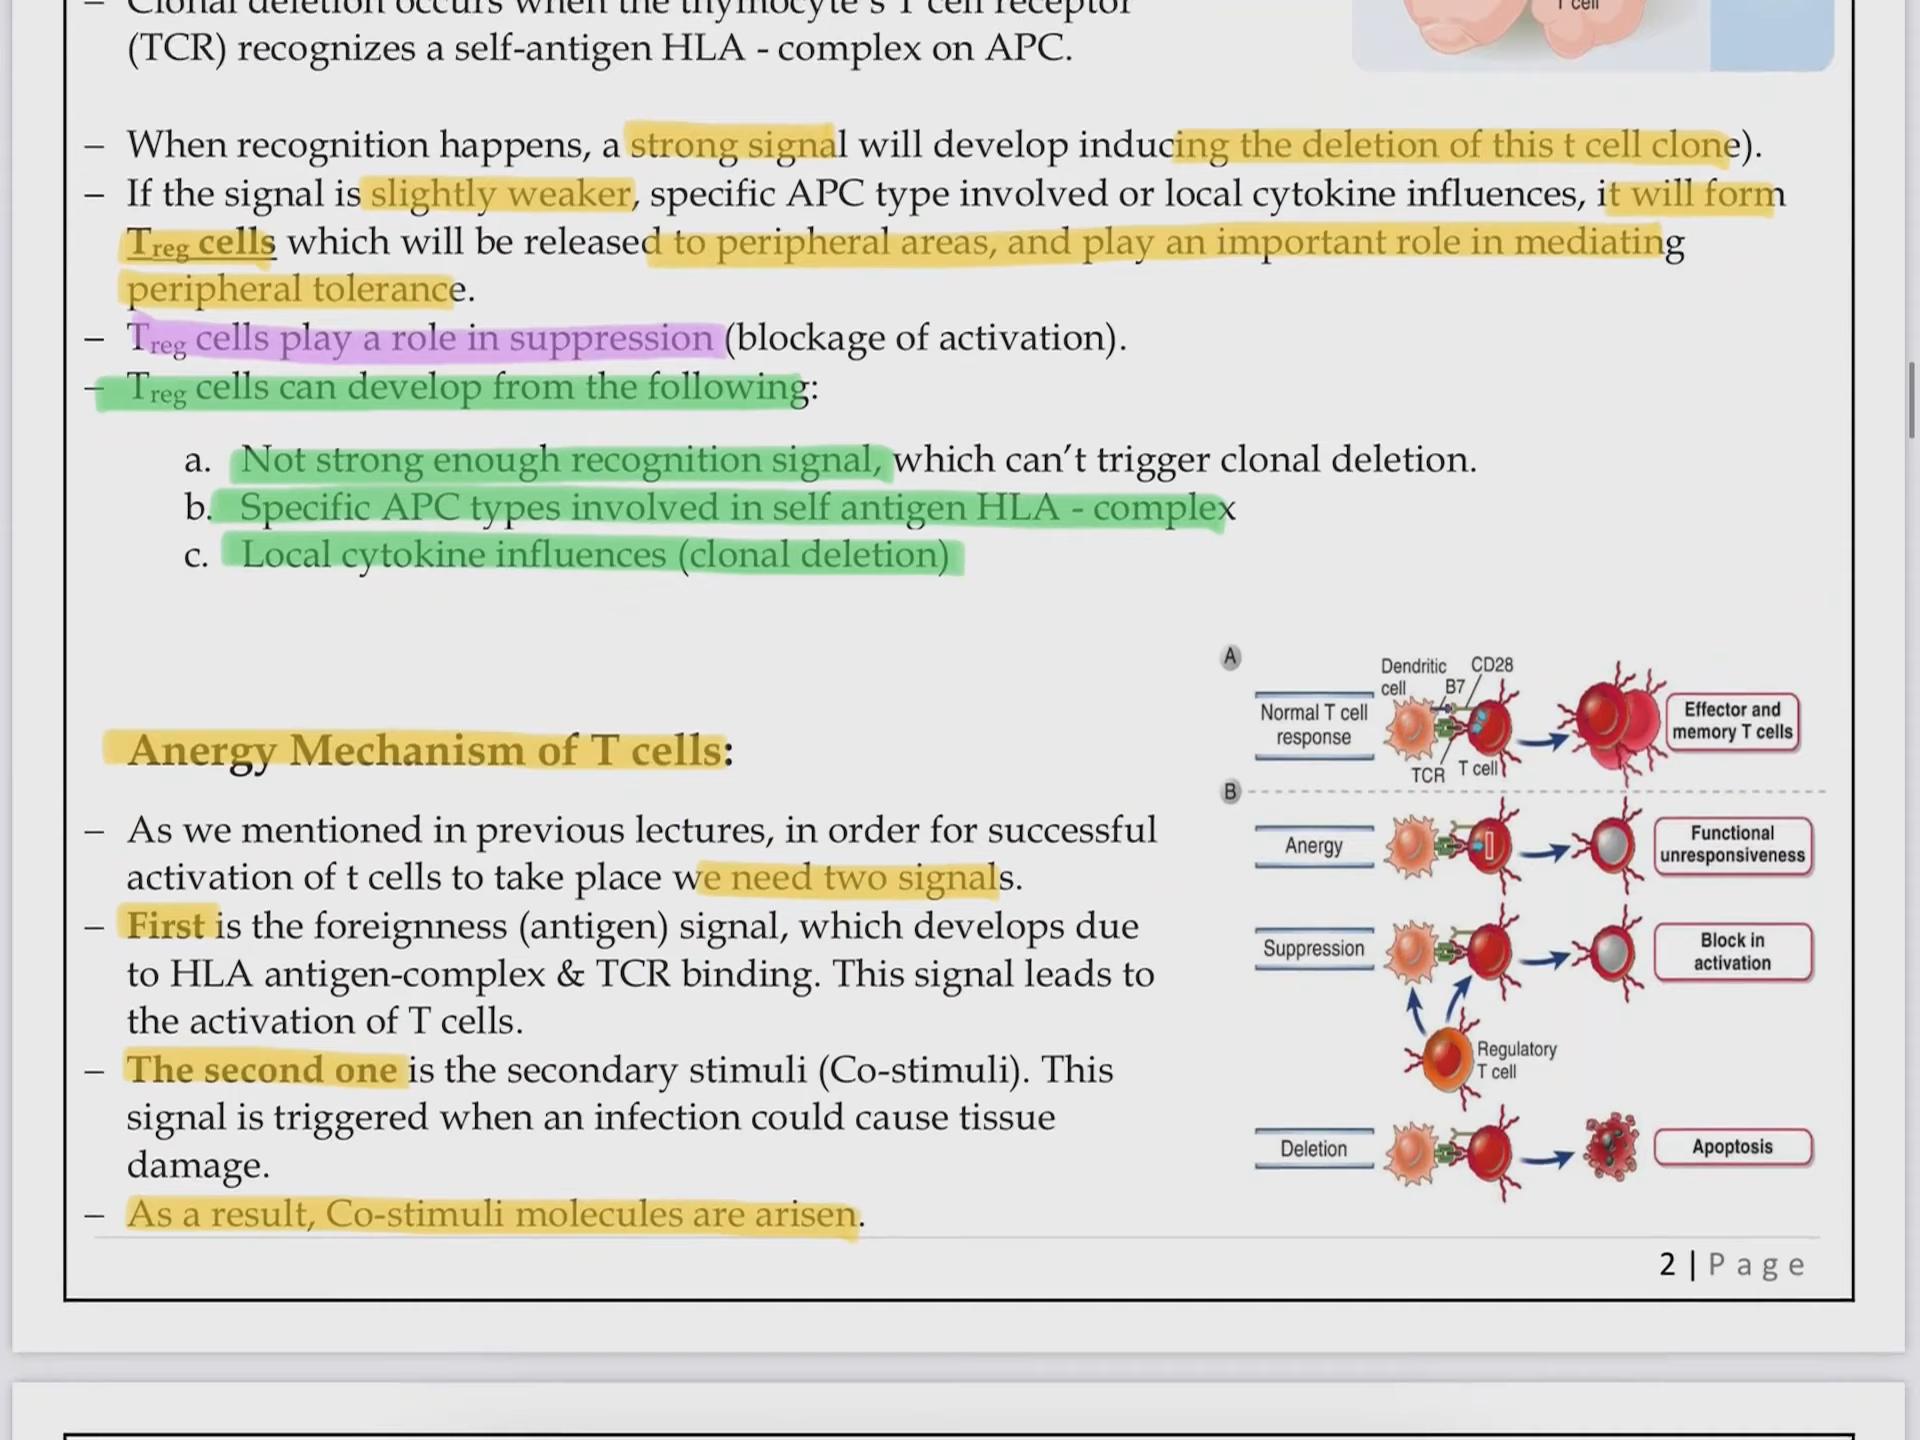 Clonal deletion occurs when the thymocyte's T cell receptor
(TCR) recognizes a self-antigen HLA - complex on APC.
T cell
– When recognition happens, a strong signal will develop inducing the deletion of this t cell clone).
– If the signal is slightly weaker, specific APC type involved or local cytokine influences, it will form
Treg cells which will be released to peripheral areas, and play an important role in mediating
peripheral tolerance.
– Treg cells play a role in suppression (blockage of activation).
– Treg cells can develop from the following:
a. Not strong enough recognition signal, which can't trigger clonal deletion.
b. Specific APC types involved in self antigen HLA - complex
c. Local cytokine influences (clonal deletion)
Anergy Mechanism of T cells:
– As we mentioned in previous lectures, in order for successful
activation of t cells to take place we need two signals.
– First is the foreignness (antigen) signal, which develops due
to HLA antigen-complex & TCR binding. This signal leads to
the activation of T cells.
– The second one is the secondary stimuli (Co-stimuli). This
signal is triggered when an infection could cause tissue
damage.
– As a result, Co-stimuli molecules are arisen.
A
Dendritic
cell
B7
CD28
Normal T cell
response
TCR
T cell
Effector and
memory T cells
B
Anergy
Functional
unresponsiveness
Suppression
Block in
activation
Regulatory
T cell
Deletion
Apoptosis
2 | Page